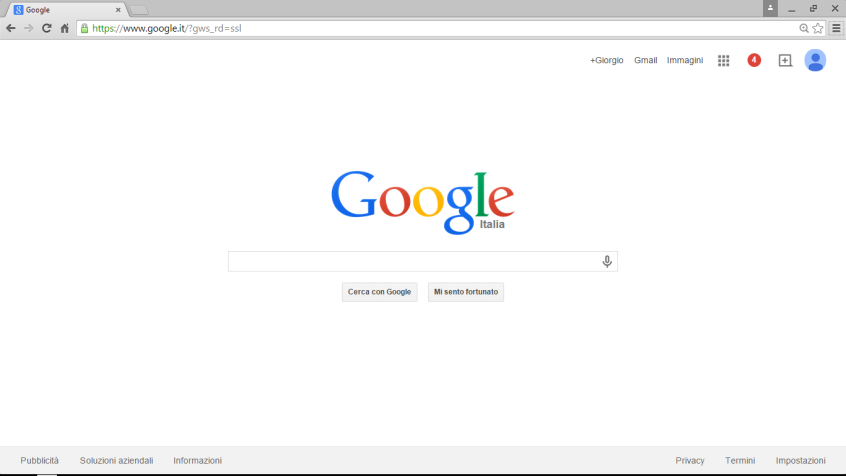 Google
https://www.google.it/?gws_rd=ssl
+Giorgio Gmail Immagini 4
Google
Italia
Cerca con Google Mi sento fortunato
Pubblicità Soluzioni aziendali Informazioni Privacy Termini Impostazioni